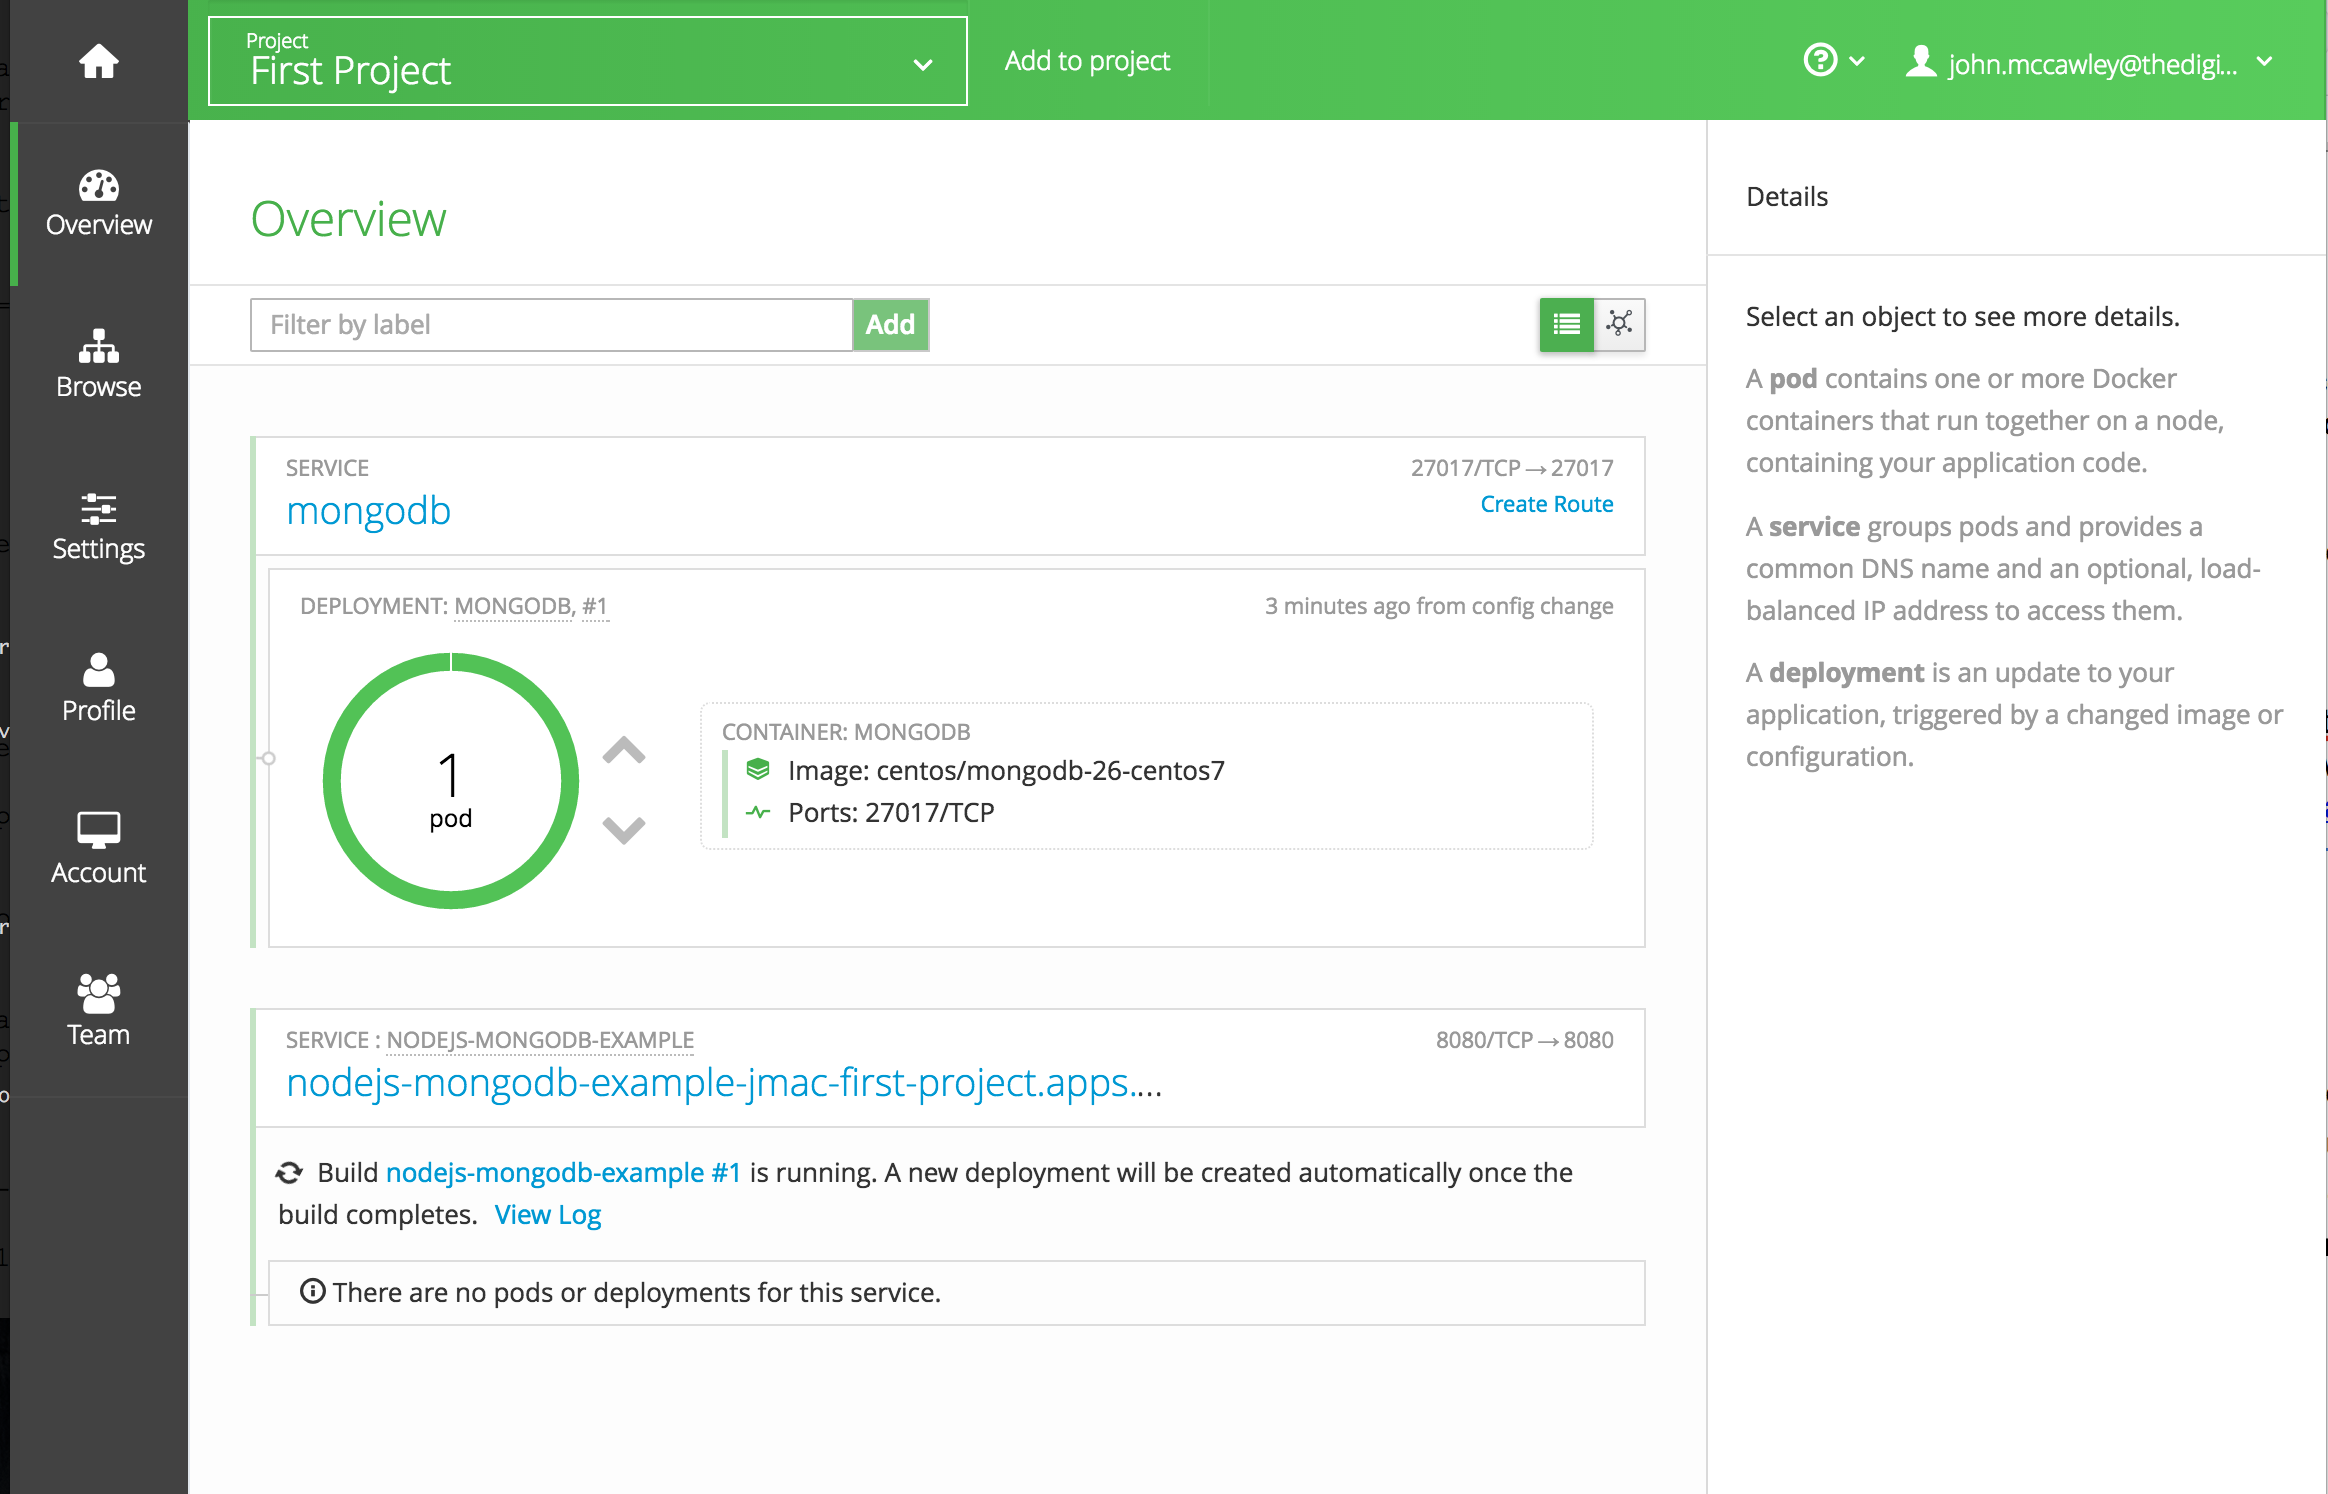 Project
First Project
Add to project
john.mccawley@thedigi...
Overview
Browse
Settings
Profile
Account
Team
Overview
Filter by label
Add
SERVICE
27017/TCP→27017
mongodb
Create Route
DEPLOYMENT: MONGODB, #1
3 minutes ago from config change
1
pod
CONTAINER: MONGODB
Image: centos/mongodb-26-centos7
Ports: 27017/TCP
SERVICE : NODEJS-MONGODB-EXAMPLE
8080/TCP→8080
nodejs-mongodb-example-jmac-first-project.apps....
Build nodejs-mongodb-example #1 is running. A new deployment will be created automatically once the
build completes. View Log
There are no pods or deployments for this service.
Details
Select an object to see more details.
A pod contains one or more Docker
containers that run together on a node,
containing your application code.
A service groups pods and provides a
common DNS name and an optional, load-
balanced IP address to access them.
A deployment is an update to your
application, triggered by a changed image or
configuration.